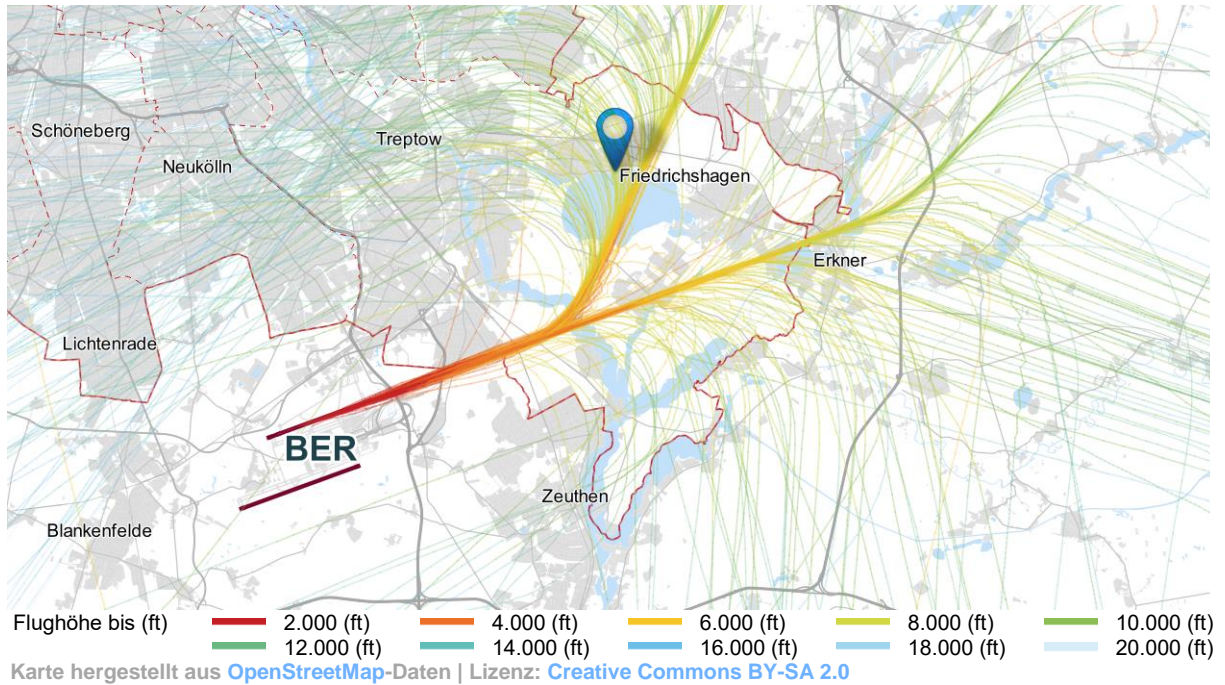 Schöneberg
Treptow
Neukölln
Friedrichshagen
Erkner
Lichtenrade
BER
Zeuthen
Blankenfelde
Flughöhe bis (ft) 2.000 (ft) 4.000 (ft) 6.000 (ft) 8.000 (ft) 10.000 (ft)
12.000 (ft) 14.000 (ft) 16.000 (ft) 18.000 (ft) 20.000 (ft)
Karte hergestellt aus OpenStreetMap-Daten | Lizenz: Creative Commons BY-SA 2.0